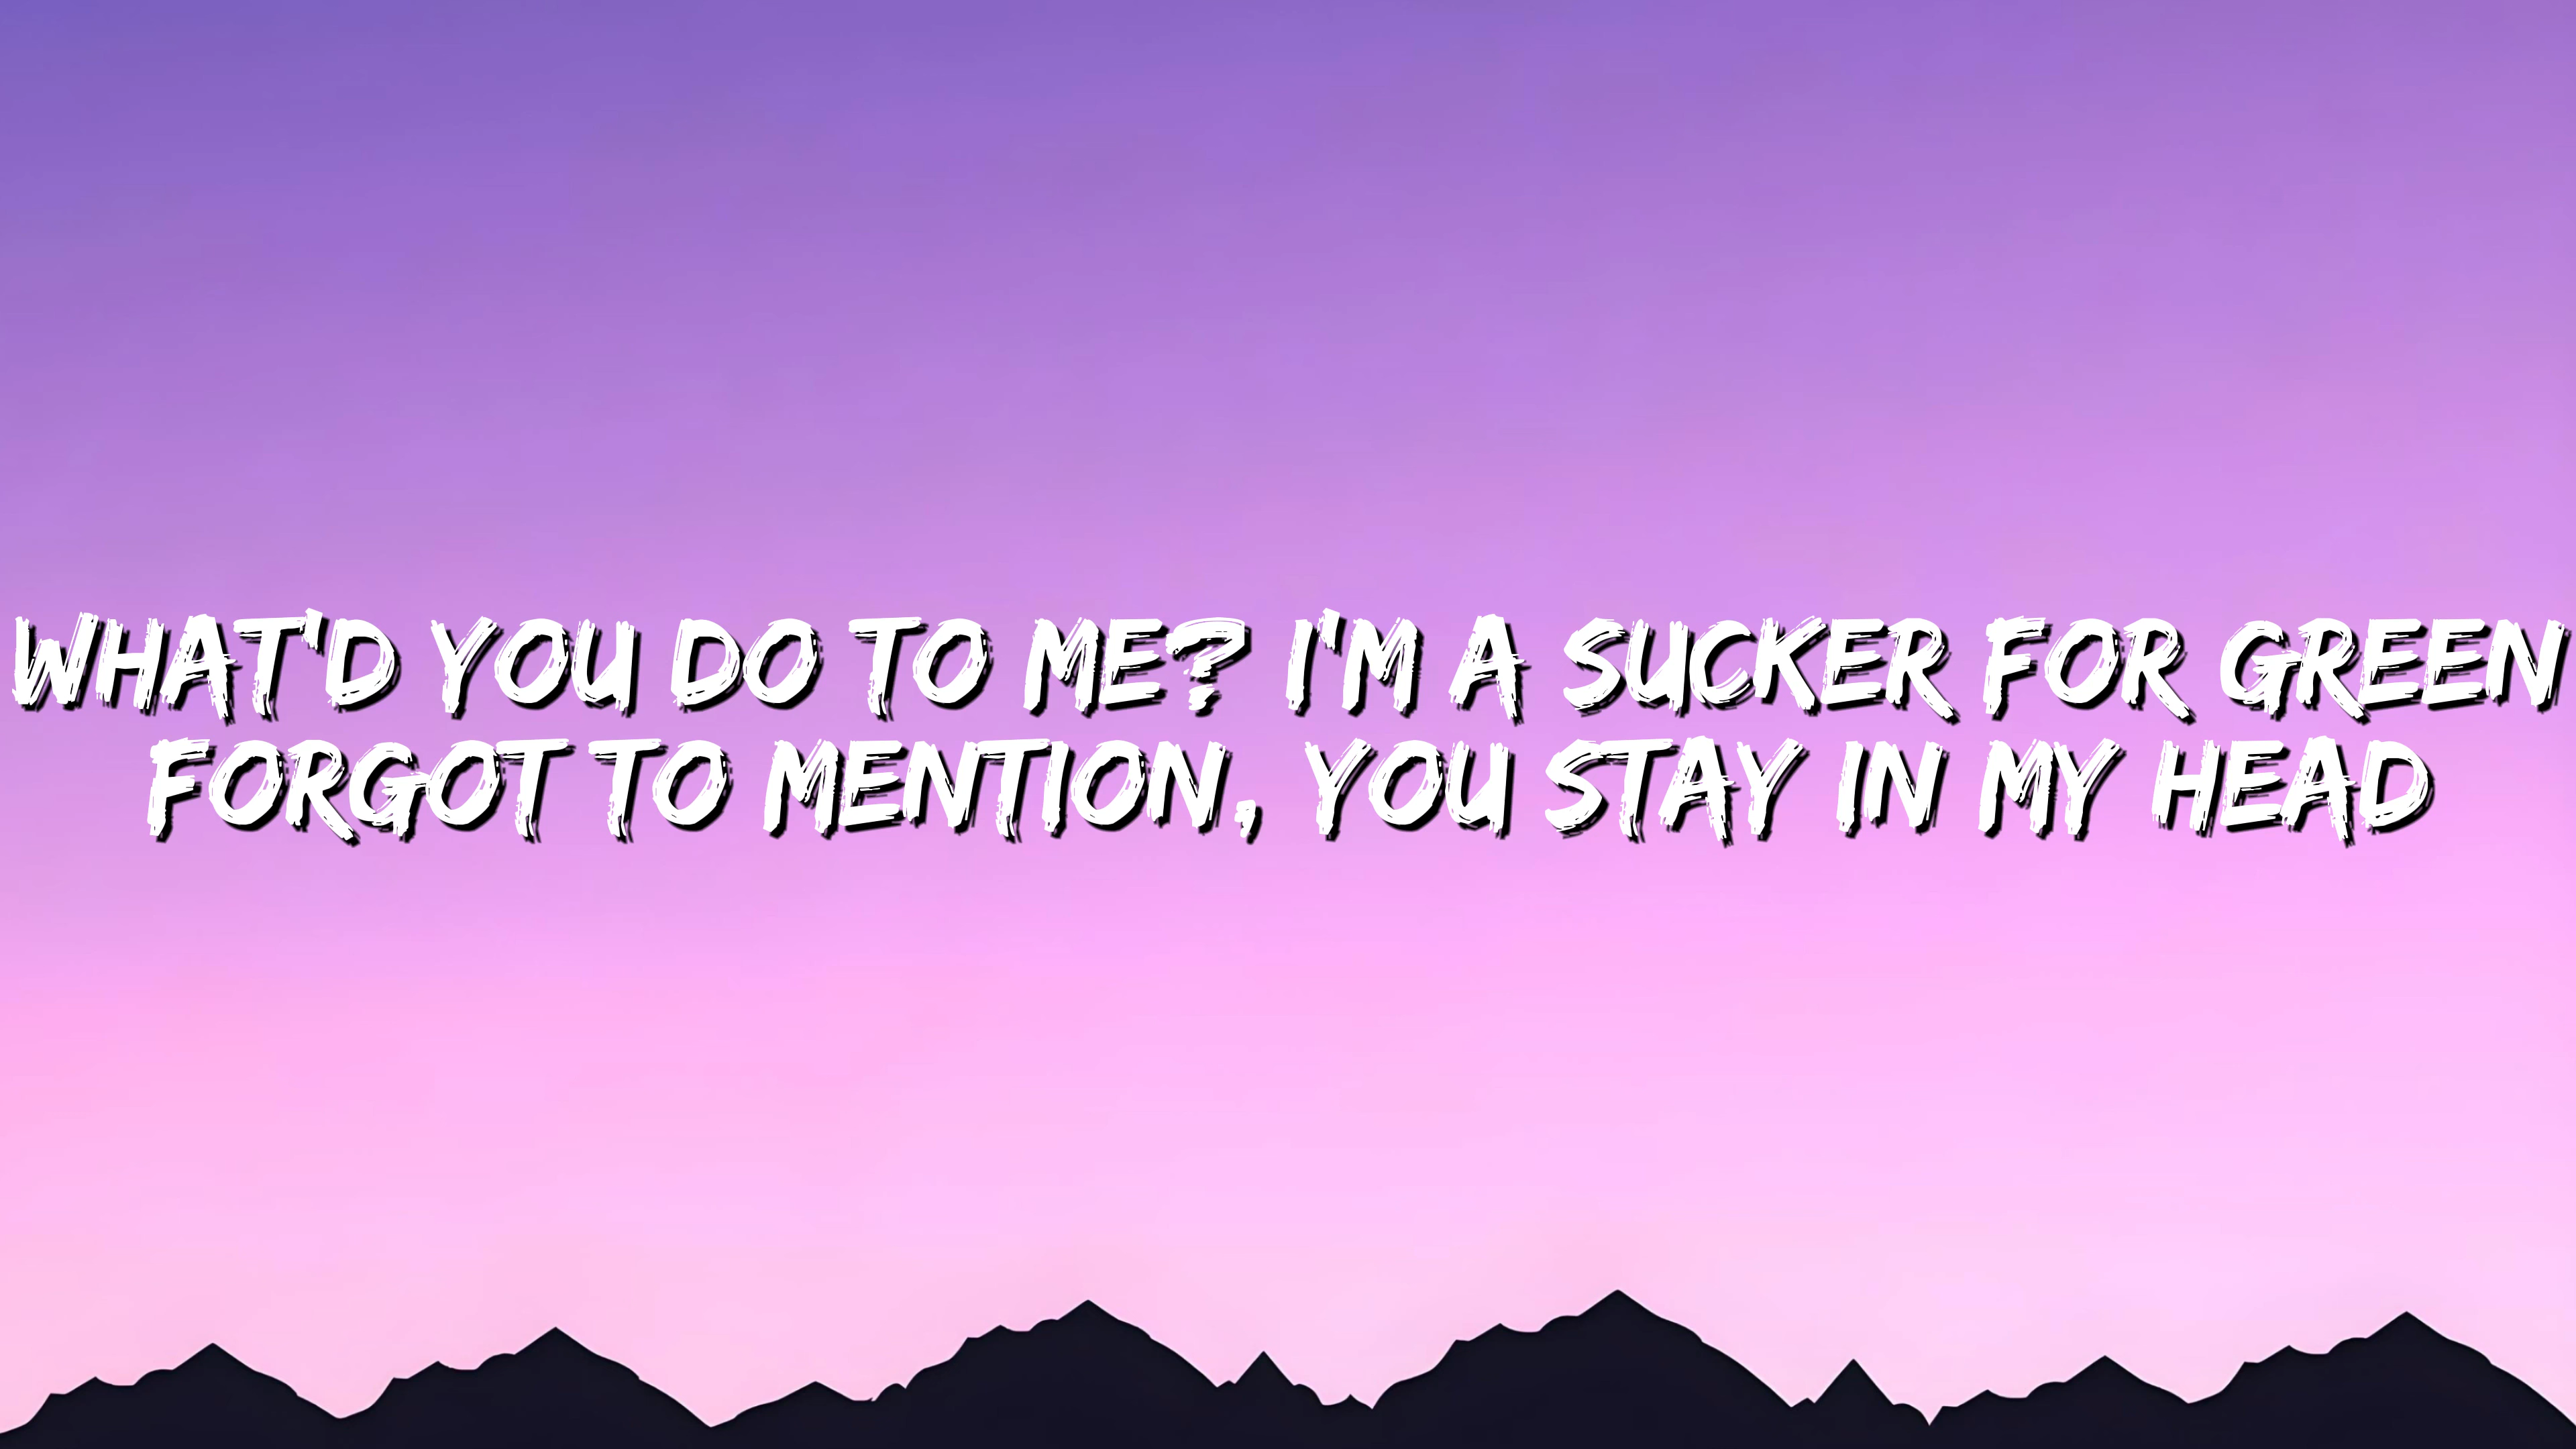 WHAT'D YOU DO TO ME? I'M A SUCKER FOR GREEN
FORGOT TO MENTION, YOU STAY IN MY HEAD